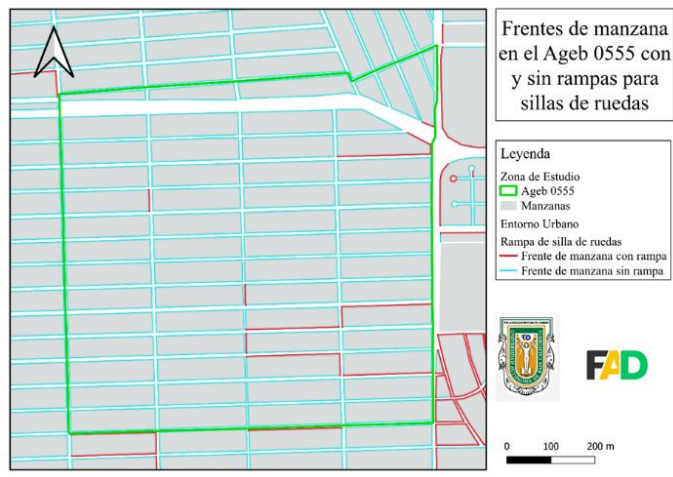 Frentes de manzana
en el Ageb 0555 con
y sin rampas para
sillas de ruedas
Leyenda
Zona de Estudio
Ageb 0555
Manzanas
Entorno Urbano
Rampa de silla de ruedas
Frente de manzana con rampa
Frente de manzana sin rampa
FAD
0 100 200 m